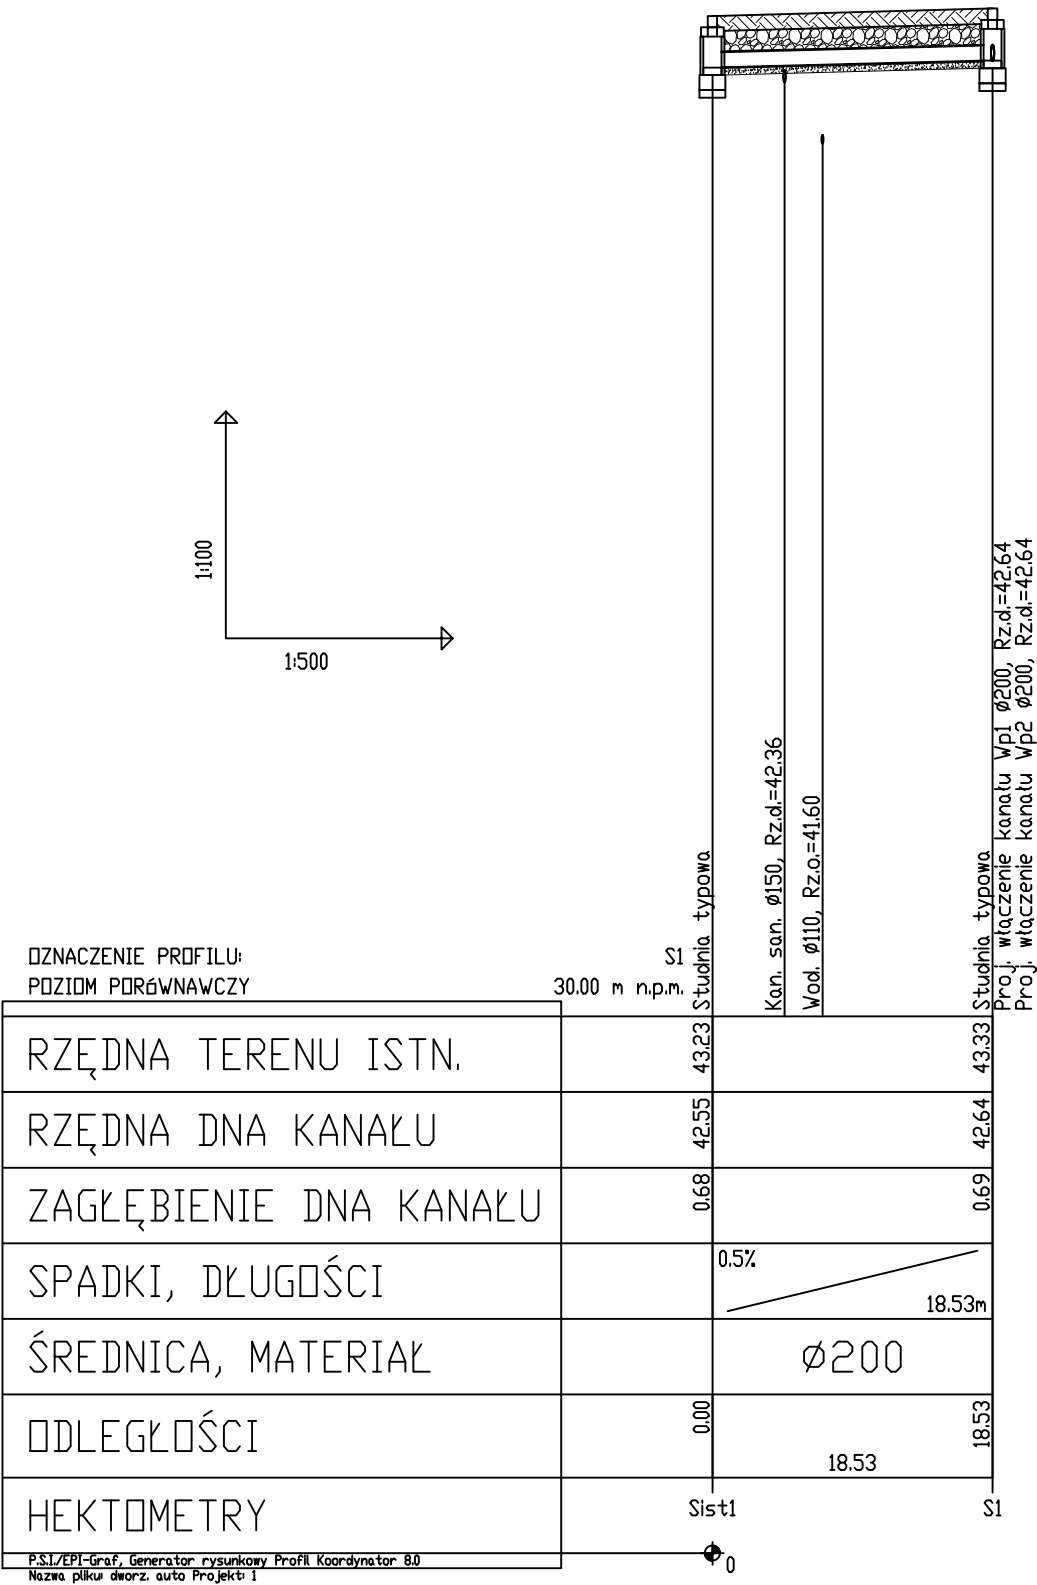 1:100
1:500
Kan. san. ø150, Rz.d.=42.36
Wod. ø110, Rz.o.=41.60
Studnia typowa
Studnia typowa
Proj. włączenie kanału Wp1 ø200, Rz.d.=42.64
Proj. włączenie kanału Wp2 ø200, Rz.d.=42.64
OZNACZENIE PROFILU: S1
POZIOM PORóWNAWCZY 30.00 m n.p.m.
RZĘDNA TERENU ISTN. 43.23 43.33
RZĘDNA DNA KANAŁU 42.55 42.64
ZAGŁĘBIENIE DNA KANAŁU 0.68 0.69
SPADKI, DŁUGOŚCI 0.5% 18.53m
ŚREDNICA, MATERIAŁ ø200
ODLEGŁOŚCI 0.00 18.53 18.53
HEKTOMETRY Sist1 S1
0
P.S.I./EPI-Graf, Generator rysunkowy Profil Koordynator 8.0
Nazwa pliku: dworz. auto Projekt: 1